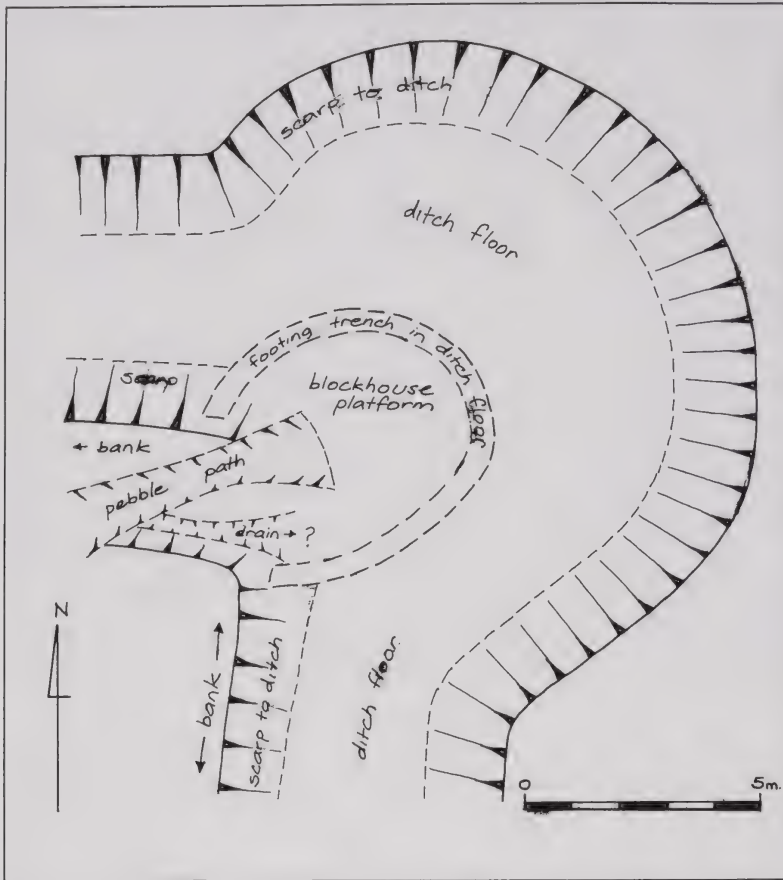 scarp to ditch
ditch floor
footing trench in ditch floor
blockhouse
platform
scarp
← bank
pebble path
drain → ?
N
← bank →
scarp to ditch
ditch floor
0 5m.